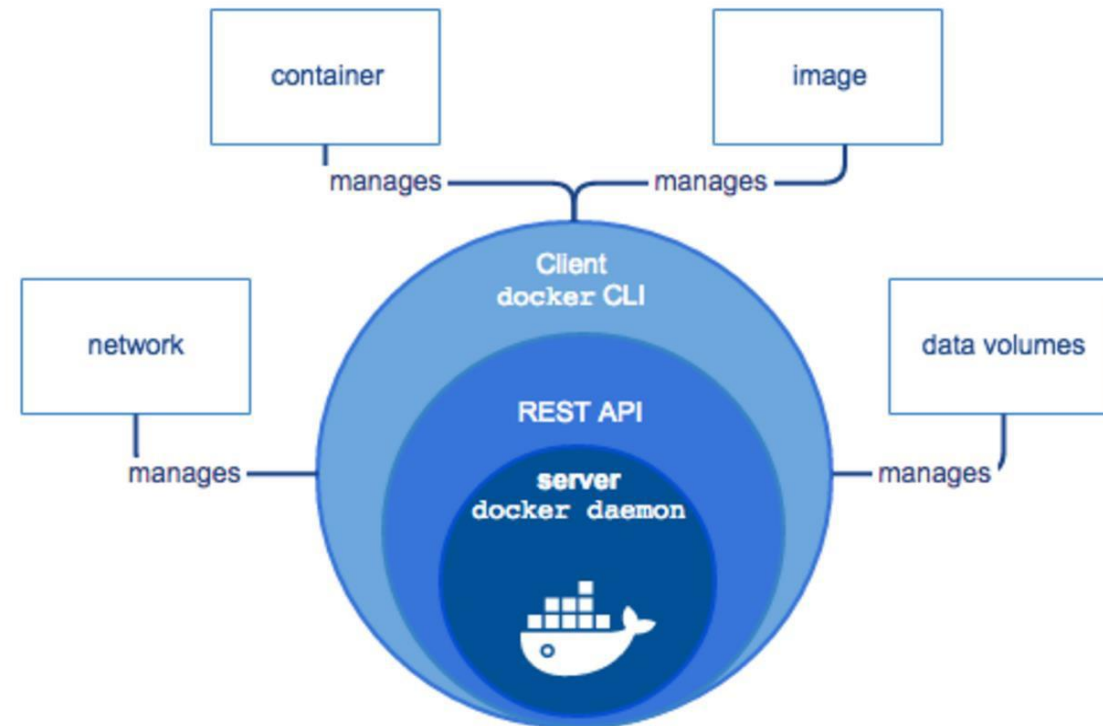 container
image
manages
manages
Client
docker CLI
network
data volumes
REST API
manages
server
manages
docker daemon